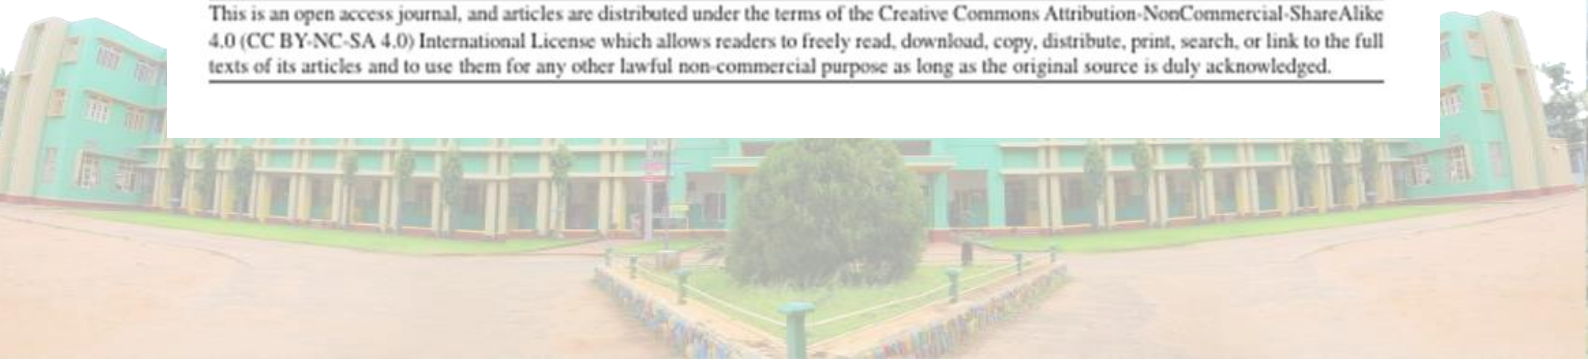 This is an open access journal, and articles are distributed under the terms of the Creative Commons Attribution-NonCommercial-ShareAlike
4.0 (CC BY-NC-SA 4.0) International License which allows readers to freely read, download, copy, distribute, print, search, or link to the full
texts of its articles and to use them for any other lawful non-commercial purpose as long as the original source is duly acknowledged.